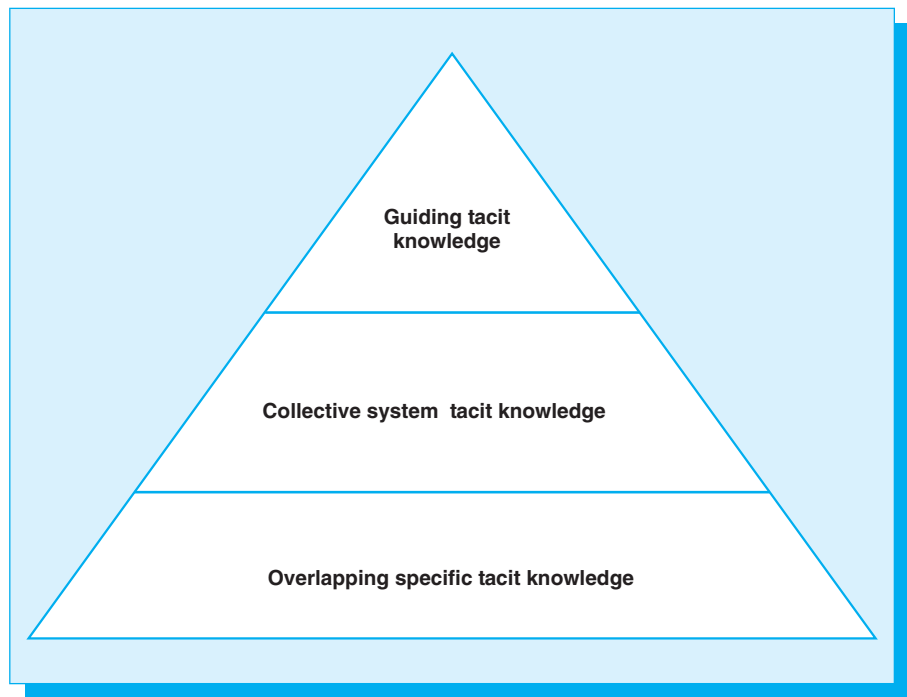 Guiding tacit
knowledge
Collective system tacit knowledge
Overlapping specific tacit knowledge